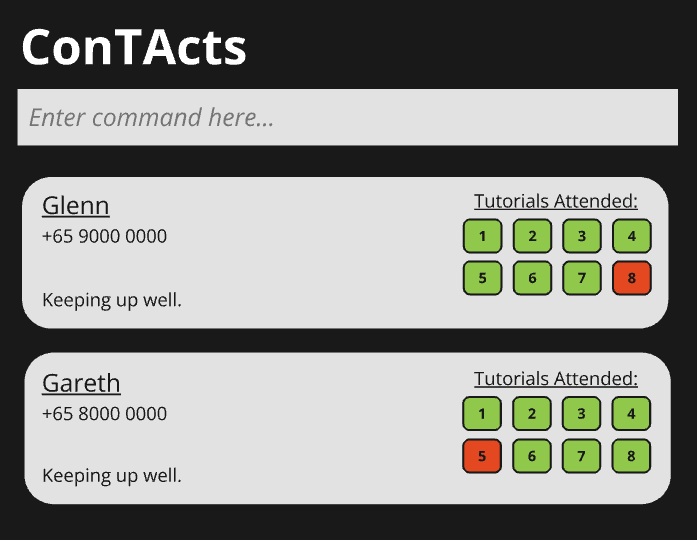 ConTActs
Enter command here...
Glenn
+65 9000 0000
Keeping up well.
Tutorials Attended:
1 2 3 4
5 6 7 8
Gareth
+65 8000 0000
Keeping up well.
Tutorials Attended:
1 2 3 4
5 6 7 8